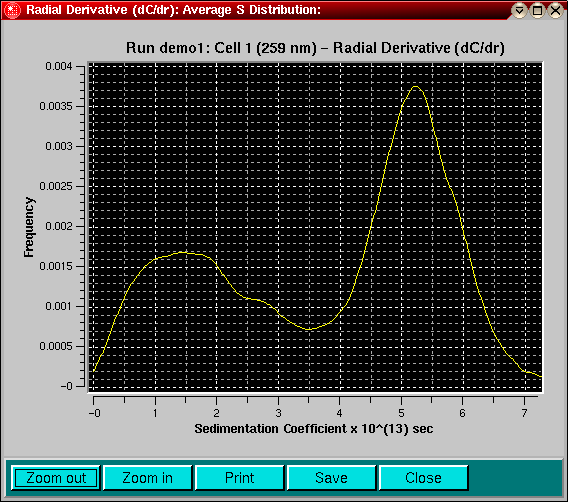 Radial Derivative (dC/dr): Average S Distribution:
Run demo1: Cell 1 (259 nm) – Radial Derivative (dC/dr)
0.004
0.0035
0.003
0.0025
0.002
0.0015
0.001
0.0005
−0
Frequency
−0 1 2 3 4 5 6 7
Sedimentation Coefficient x 10^(13) sec
Zoom out Zoom in Print Save Close